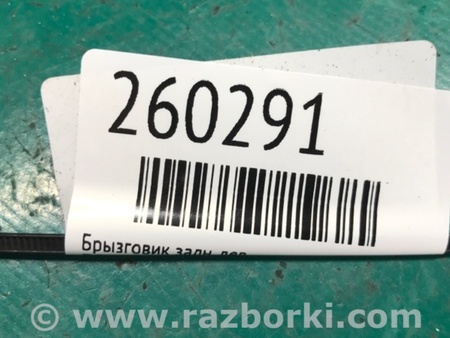 260291
Брызговик задн. лев
© www.razborki.com